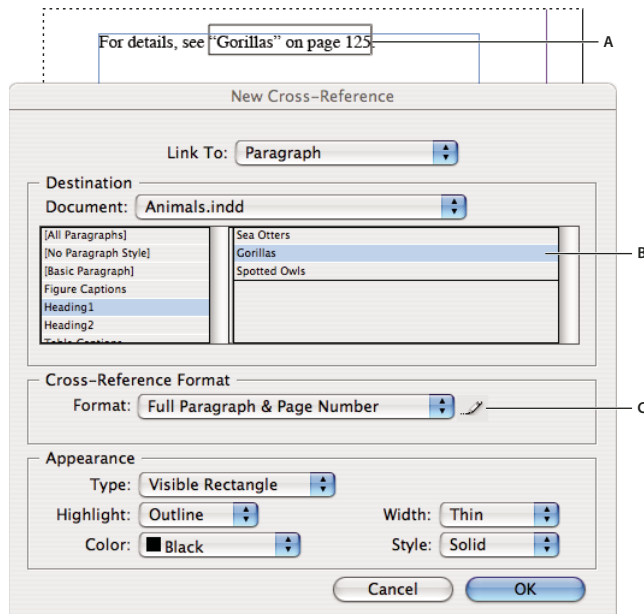 For details, see “Gorillas” on page 125.
A
New Cross-Reference
Link To: Paragraph
Destination
Document: Animals.indd
[All Paragraphs]
[No Paragraph Style]
[Basic Paragraph]
Figure Captions
Heading1
Heading2
Table Captions
Sea Otters
Gorillas
Spotted Owls
B
Cross-Reference Format
Format: Full Paragraph & Page Number
C
Appearance
Type: Visible Rectangle
Highlight: Outline
Width: Thin
Color: Black
Style: Solid
Cancel
OK